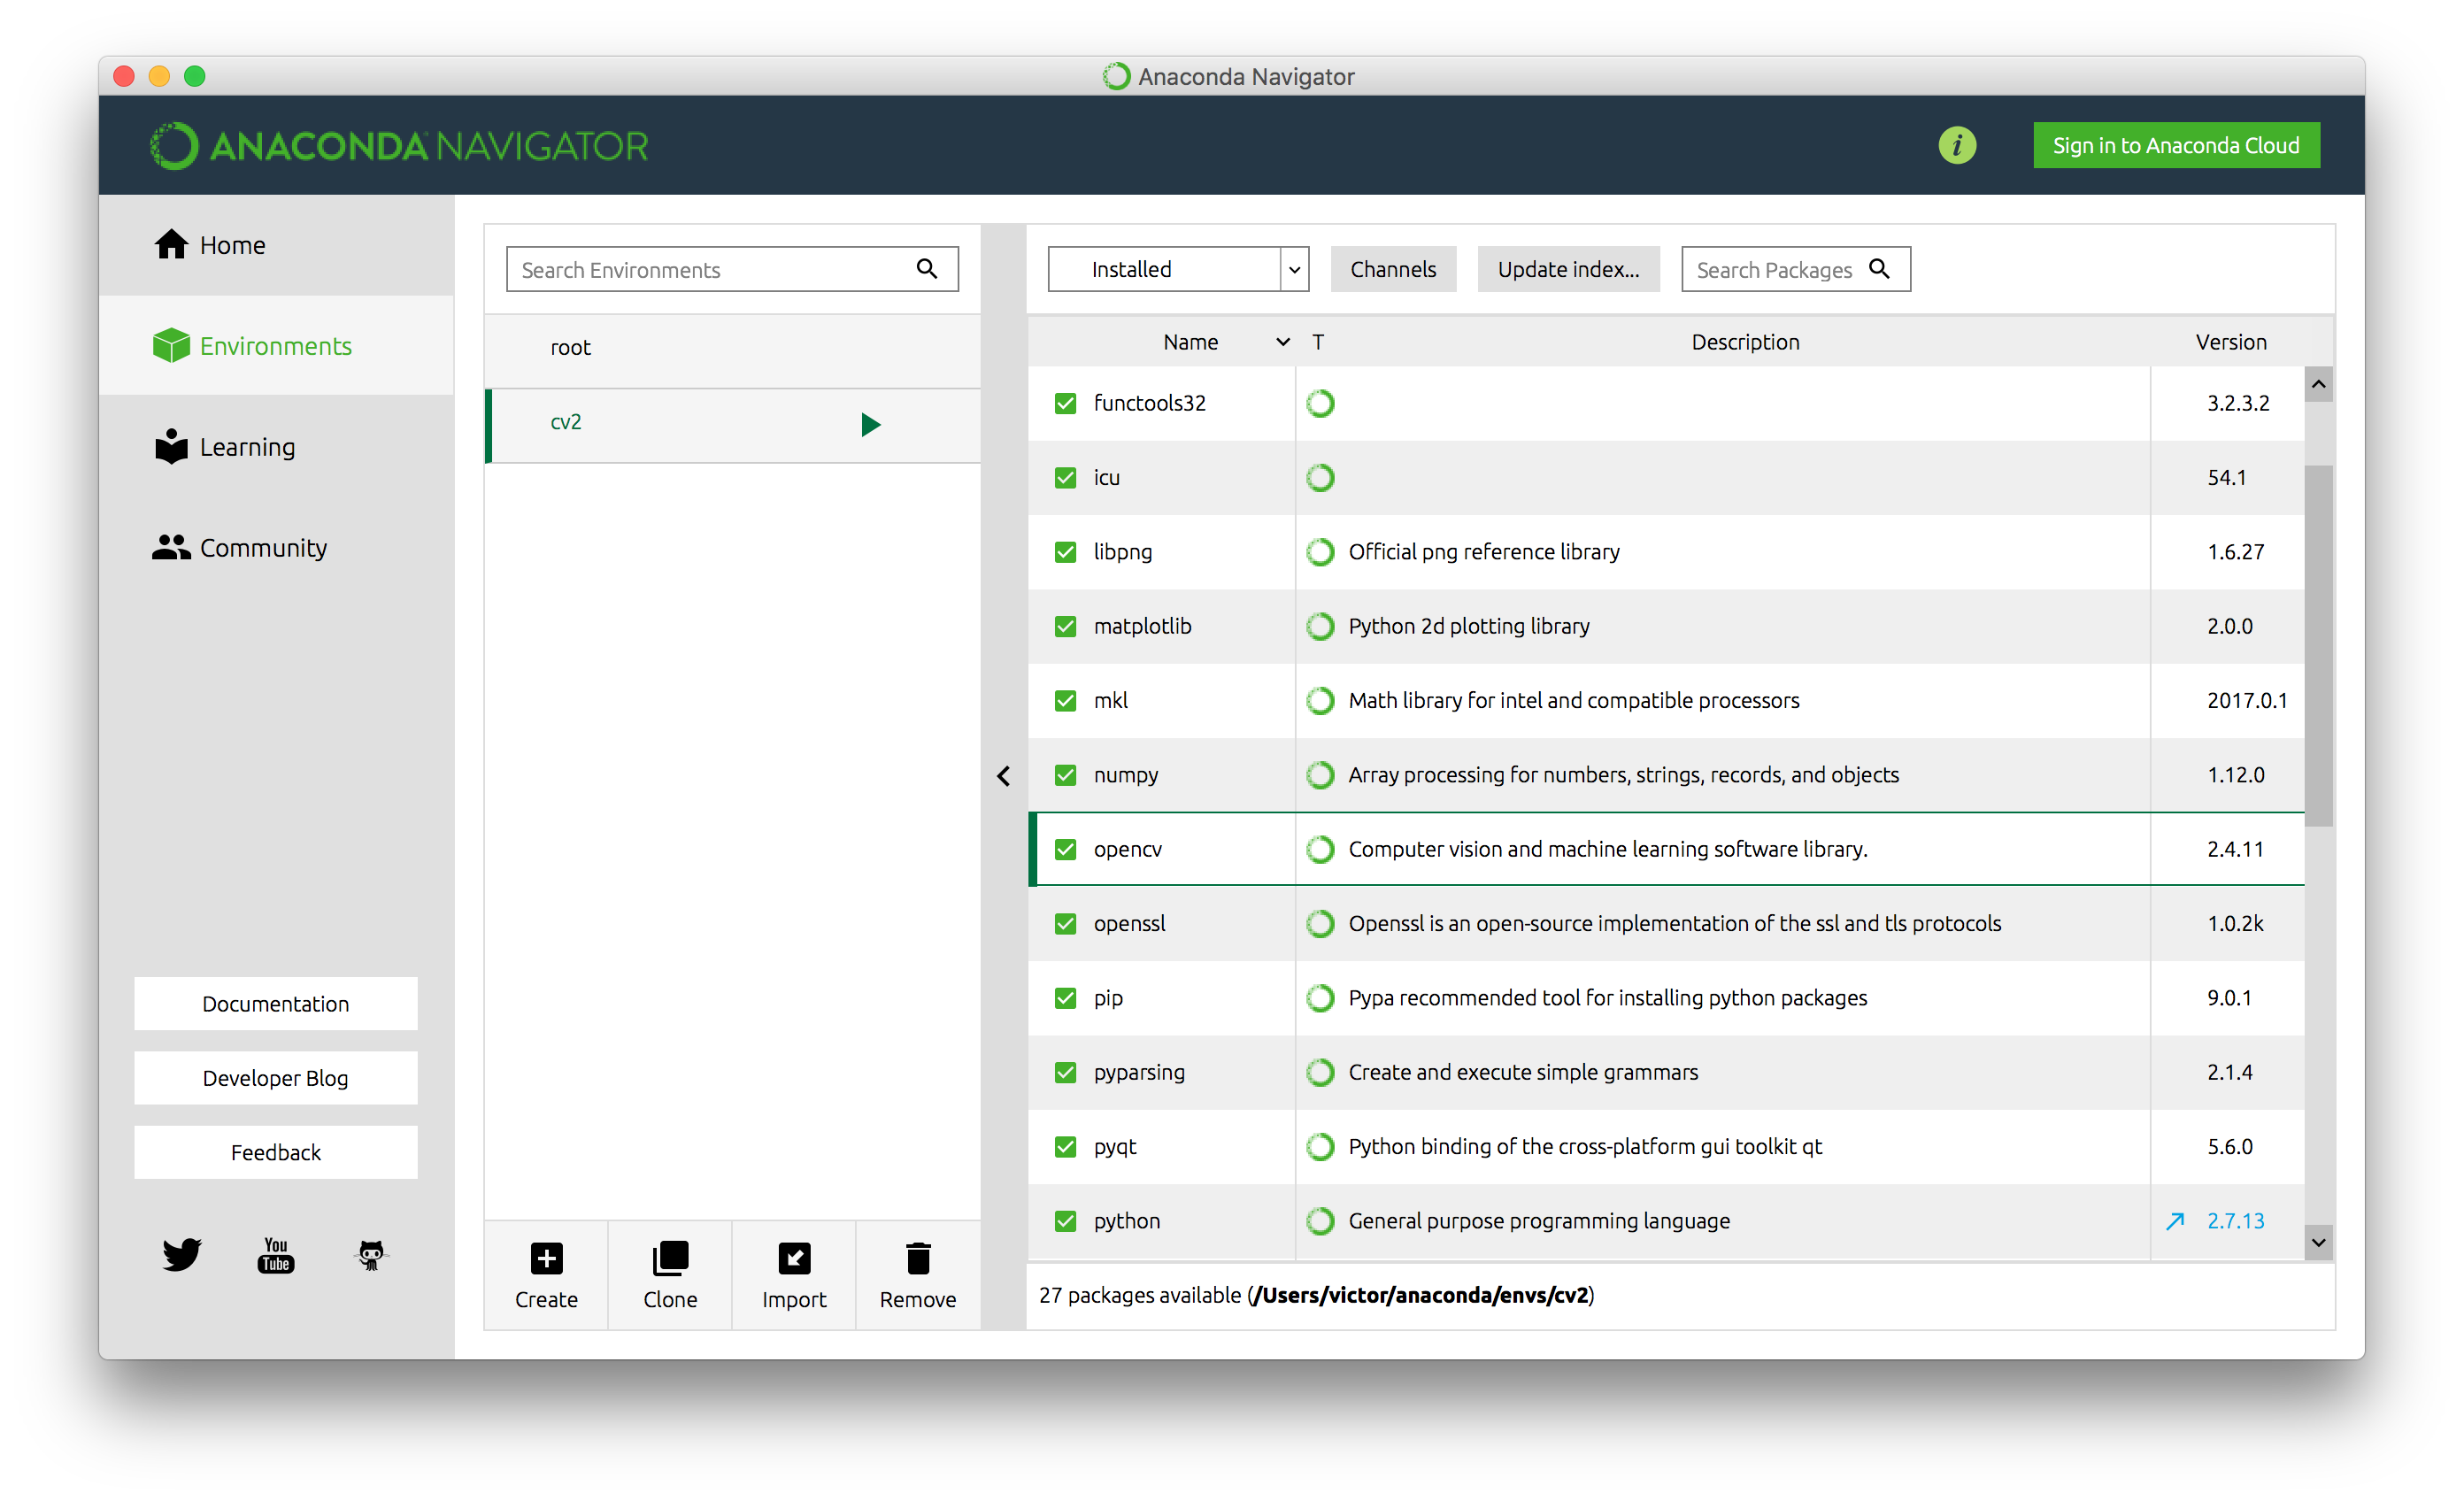 Anaconda Navigator
ANACONDA NAVIGATOR
i
Sign in to Anaconda Cloud
Home
Environments
Learning
Community
Documentation
Developer Blog
Feedback
You
Tube
Search Environments
root
cv2
Create
Clone
Import
Remove
Installed
Channels
Update index...
Search Packages
Name T Description Version
functools32 3.2.3.2
icu 54.1
libpng Official png reference library 1.6.27
matplotlib Python 2d plotting library 2.0.0
mkl Math library for intel and compatible processors 2017.0.1
numpy Array processing for numbers, strings, records, and objects 1.12.0
opencv Computer vision and machine learning software library. 2.4.11
openssl Openssl is an open-source implementation of the ssl and tls protocols 1.0.2k
pip Pypa recommended tool for installing python packages 9.0.1
pyparsing Create and execute simple grammars 2.1.4
pyqt Python binding of the cross-platform gui toolkit qt 5.6.0
python General purpose programming language 2.7.13
27 packages available (/Users/victor/anaconda/envs/cv2)